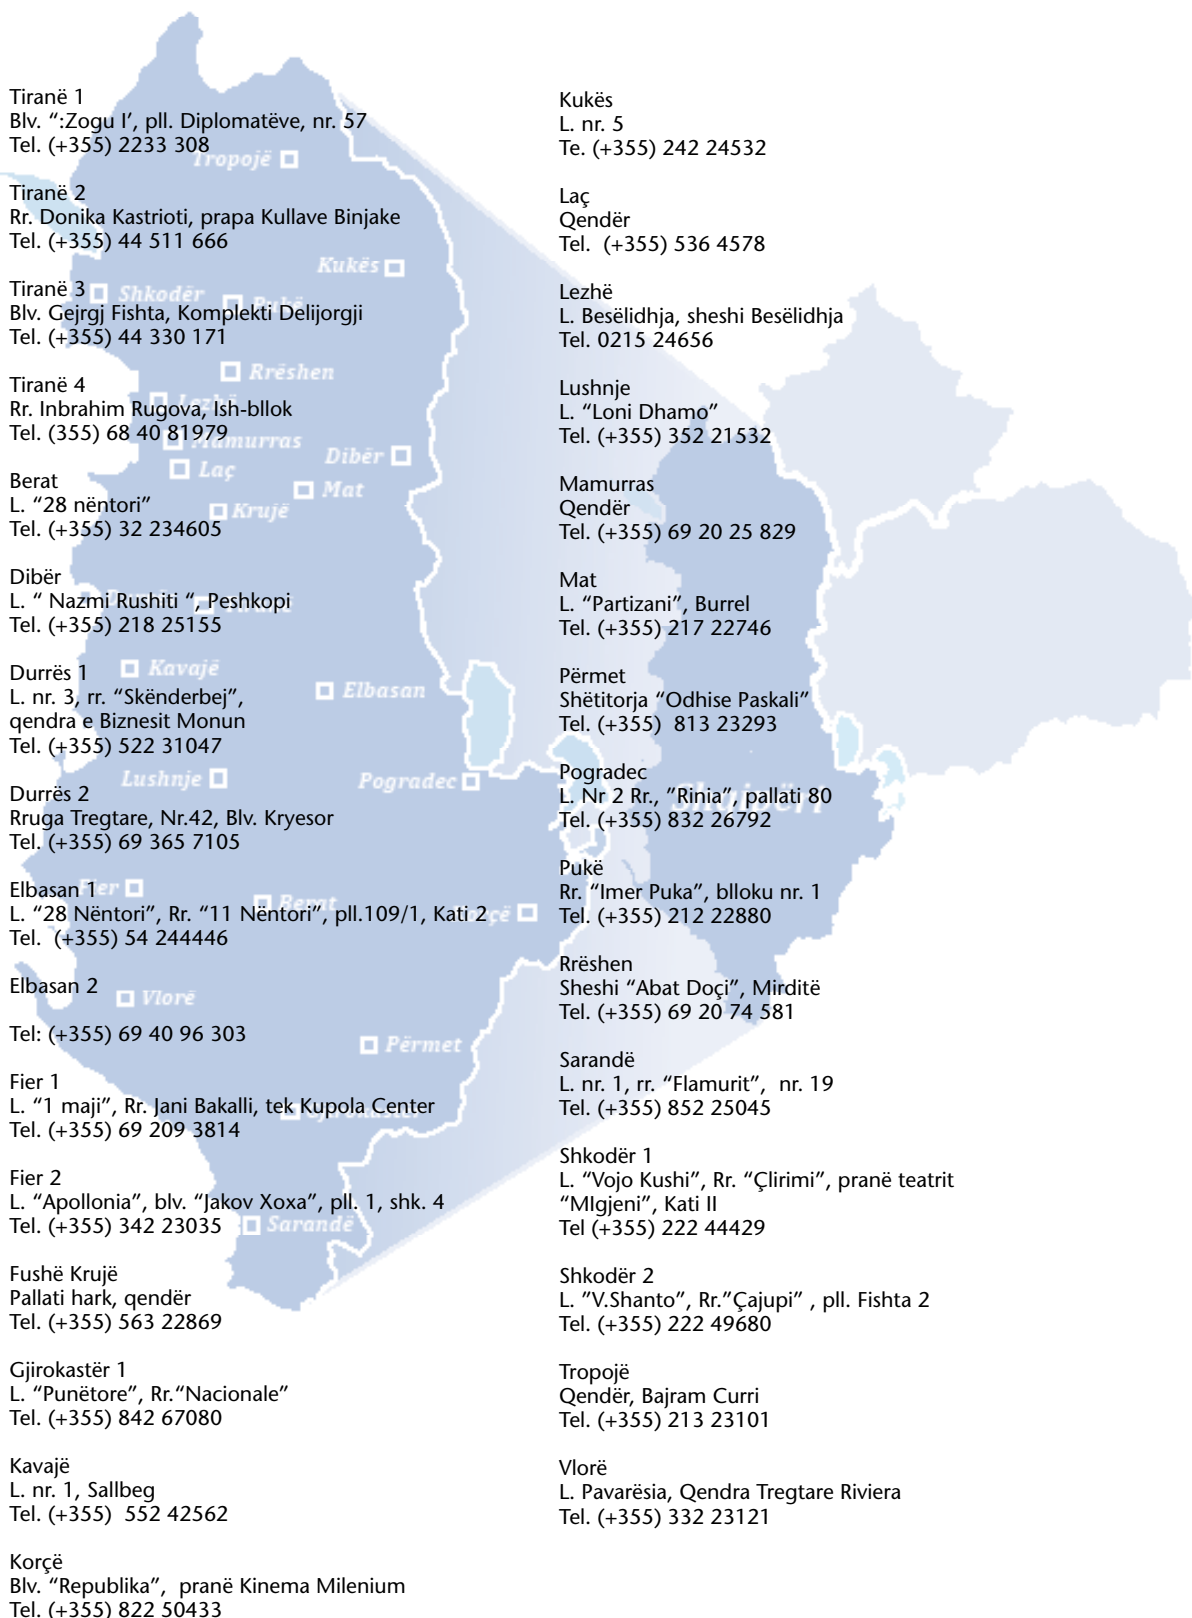 Tiranë 1
Blv. “:Zogu I’, pll. Diplomatëve, nr. 57
Tel. (+355) 2233 308
Tiranë 2
Rr. Donika Kastrioti, prapa Kullave Binjake
Tel. (+355) 44 511 666
Tiranë 3
Blv. Gejrgj Fishta, Komplekti Delijorgji
Tel. (+355) 44 330 171
Tiranë 4
Rr. Inbrahim Rugova, Ish-bllok
Tel. (355) 68 40 81979
Berat
L. “28 nëntori”
Tel. (+355) 32 234605
Dibër
L. “ Nazmi Rushiti “, Peshkopi
Tel. (+355) 218 25155
Durrës 1
L. nr. 3, rr. “Skënderbej”,
qendra e Biznesit Monun
Tel. (+355) 522 31047
Durrës 2
Rruga Tregtare, Nr.42, Blv. Kryesor
Tel. (+355) 69 365 7105
Elbasan 1
L. “28 Nëntori”, Rr. “11 Nëntori”, pll.109/1, Kati 2
Tel.  (+355) 54 244446
Elbasan 2
Tel: (+355) 69 40 96 303
Fier 1
L. “1 maji”, Rr. Jani Bakalli, tek Kupola Center
Tel. (+355) 69 209 3814
Fier 2
L. “Apollonia”, blv. “Jakov Xoxa”, pll. 1, shk. 4
Tel. (+355) 342 23035
Fushë Krujë
Pallati hark, qendër
Tel. (+355) 563 22869
Gjirokastër 1
L. “Punëtore”, Rr.“Nacionale”
Tel. (+355) 842 67080
Kavajë
L. nr. 1, Sallbeg
Tel. (+355)  552 42562
Korçë
Blv. “Republika”,  pranë Kinema Milenium
Tel. (+355) 822 50433
Kukës
L. nr. 5
Te. (+355) 242 24532
Laç
Qendër
Tel.  (+355) 536 4578
Lezhë
L. Besëlidhja, sheshi Besëlidhja
Tel. 0215 24656
Lushnje
L. “Loni Dhamo”
Tel. (+355) 352 21532
Mamurras
Qendër
Tel. (+355) 69 20 25 829
Mat
L. “Partizani”, Burrel
Tel. (+355) 217 22746
Përmet
Shëtitorja “Odhise Paskali”
Tel. (+355)  813 23293
Pogradec
L. Nr 2 Rr., ”Rinia”, pallati 80
Tel. (+355) 832 26792
Pukë
Rr. “Imer Puka”, blloku nr. 1
Tel. (+355) 212 22880
Rrëshen
Sheshi “Abat Doçi”, Mirditë
Tel. (+355) 69 20 74 581
Sarandë
L. nr. 1, rr. “Flamurit”,  nr. 19
Tel. (+355) 852 25045
Shkodër 1
L. “Vojo Kushi”, Rr. “Çlirimi”, pranë teatrit
“MIgjeni”, Kati II
Tel (+355) 222 44429
Shkodër 2
L. ”V.Shanto”, Rr.”Çajupi” , pll. Fishta 2
Tel. (+355) 222 49680
Tropojë
Qendër, Bajram Curri
Tel. (+355) 213 23101
Vlorë
L. Pavarësia, Qendra Tregtare Riviera
Tel. (+355) 332 23121
Tropojë
Kukës
Shkodër
Pukë
Rrëshen
Lezhë
Mamurras
Dibër
Laç
Mat
Krujë
Kavajë
Elbasan
Lushnje
Pogradec
Fier
Berat
Korçë
Vlorë
Përmet
Gjirokastër
Sarandë
Shqipëri